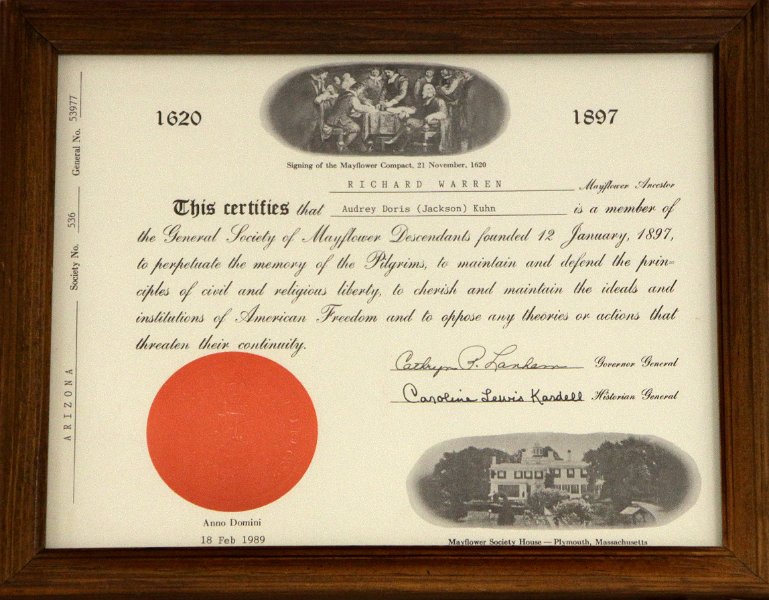 1620
1897
Signing of the Mayflower Compact, 21 November, 1620
RICHARD WARREN Mayflower Ancestor
This certifies that Audrey Doris (Jackson) Kuhn is a member of
the General Society of Mayflower Descendants founded 12 January, 1897,
to perpetuate the memory of the Pilgrims, to maintain and defend the prin=
ciples of civil and religious liberty, to cherish and maintain the ideals and
institutions of American Freedom and to oppose any theories or actions that
threaten their continuity.
Cathryn P. Lanham Governor General
Caroline Lewis Kardell Historian General
Anno Domini
18 Feb 1989
Mayflower Society House — Plymouth, Massachusetts
ARIZONA Society No. 536 General No. 53977